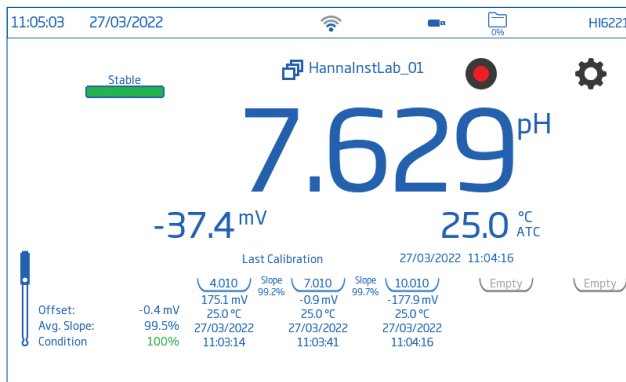 11:05:03 27/03/2022 0% HI6221
Stable HannaInstLab_01
7.629 pH
-37.4 mV 25.0 °C ATC
Last Calibration 27/03/2022 11:04:16
4.010 Slope 99.2% 7.010 Slope 99.7% 10.010 Empty Empty
175.1 mV -0.9 mV -177.9 mV
25.0 °C 25.0 °C 25.0 °C
Offset: -0.4 mV 27/03/2022 27/03/2022 27/03/2022
Avg. Slope: 99.5% 11:03:14 11:03:41 11:04:16
Condition 100%